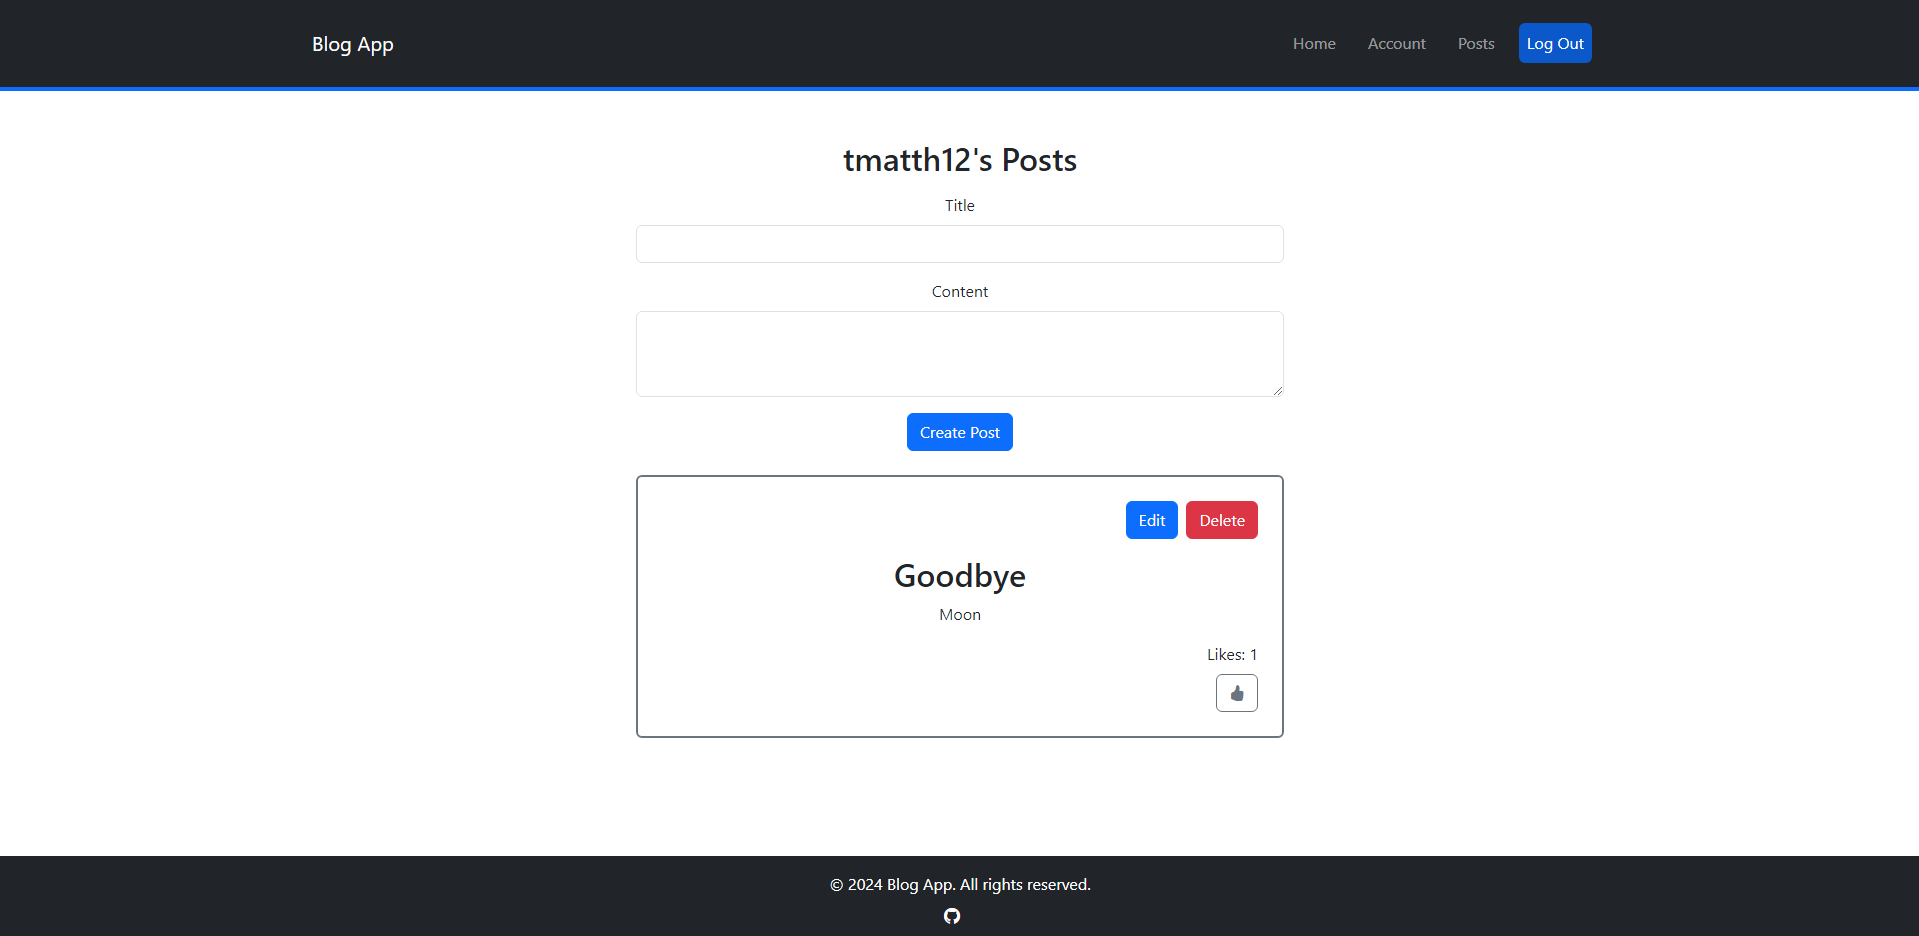 Blog App
Home Account Posts Log Out
tmatth12's Posts
Title
Content
Create Post
Edit Delete
Goodbye
Moon
Likes: 1
© 2024 Blog App. All rights reserved.